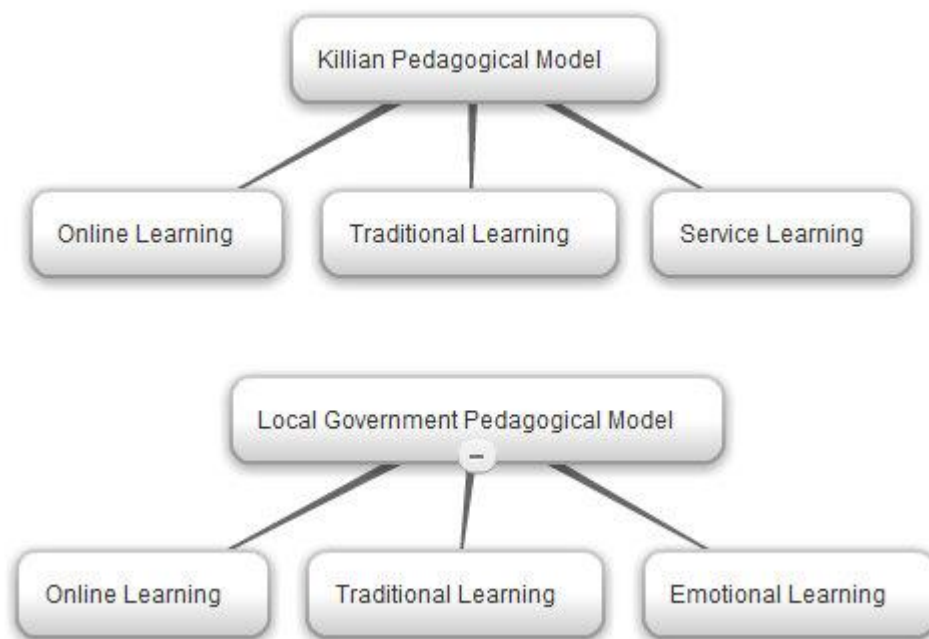 Killian Pedagogical Model
Online Learning
Traditional Learning
Service Learning
Local Government Pedagogical Model
Online Learning
Traditional Learning
Emotional Learning